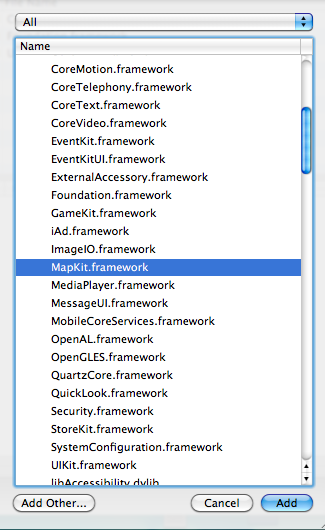 All
Name
CoreMotion.framework
CoreTelephony.framework
CoreText.framework
CoreVideo.framework
EventKit.framework
EventKitUI.framework
ExternalAccessory.framework
Foundation.framework
GameKit.framework
iAd.framework
ImageIO.framework
MapKit.framework
MediaPlayer.framework
MessageUI.framework
MobileCoreServices.framework
OpenAL.framework
OpenGLES.framework
QuartzCore.framework
QuickLook.framework
Security.framework
StoreKit.framework
SystemConfiguration.framework
UIKit.framework
libAccessibility.dylib
Add Other... Cancel Add